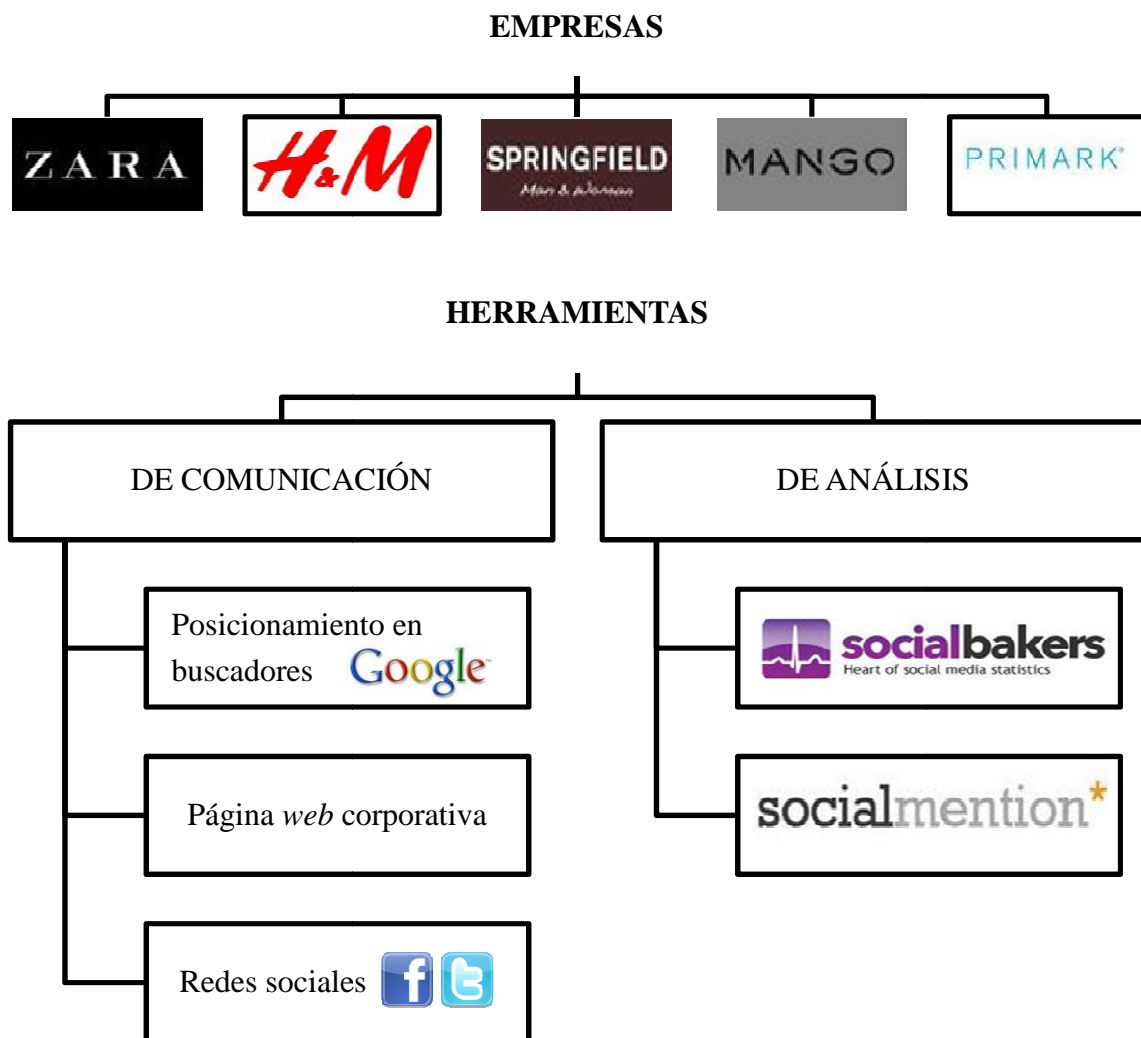 EMPRESAS
ZARA
H&M
SPRINGFIELD
Man & Woman
MANGO
PRIMARK®
HERRAMIENTAS
DE COMUNICACIÓN
DE ANÁLISIS
Posicionamiento en
buscadores Google™
socialbakers
Heart of social media statistics
Página web corporativa
socialmention*
Redes sociales f t